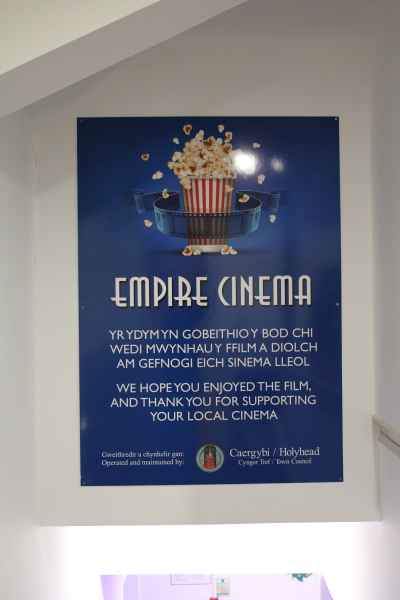 EMPIRE CINEMA
YR YDYM YN GOBEITHIO Y BOD CHI
WEDI MWYNHAU Y FFILM A DIOLCH
AM GEFNOGI EICH SINEMA LLEOL
WE HOPE YOU ENJOYED THE FILM,
AND THANK YOU FOR SUPPORTING
YOUR LOCAL CINEMA
Gweithredir a chynhelir gan:
Operated and maintained by:
Caergybi / Holyhead
Cyngor Tref / Town Council